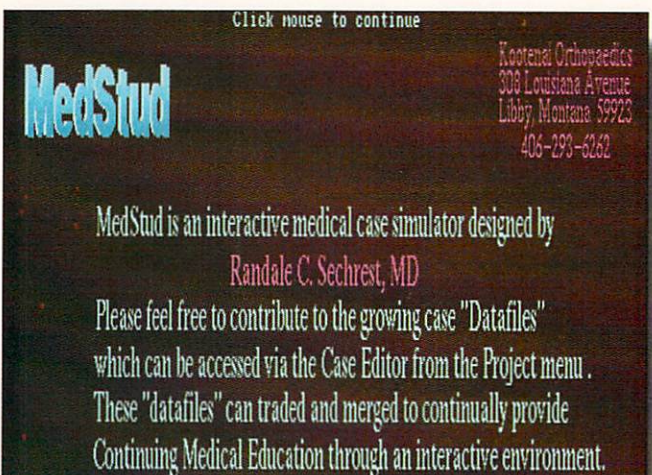 Click mouse to continue
MedStud
Kootenai Orthopaedics
308 Louisiana Avenue
Libby, Montana 59923
406-293-6262
MedStud is an interactive medical case simulator designed by
Randale C. Sechrest, MD
Please feel free to contribute to the growing case "Datafiles"
which can be accessed via the Case Editor from the Project menu .
These "datafiles" can traded and merged to continually provide
Continuing Medical Education through an interactive environment.